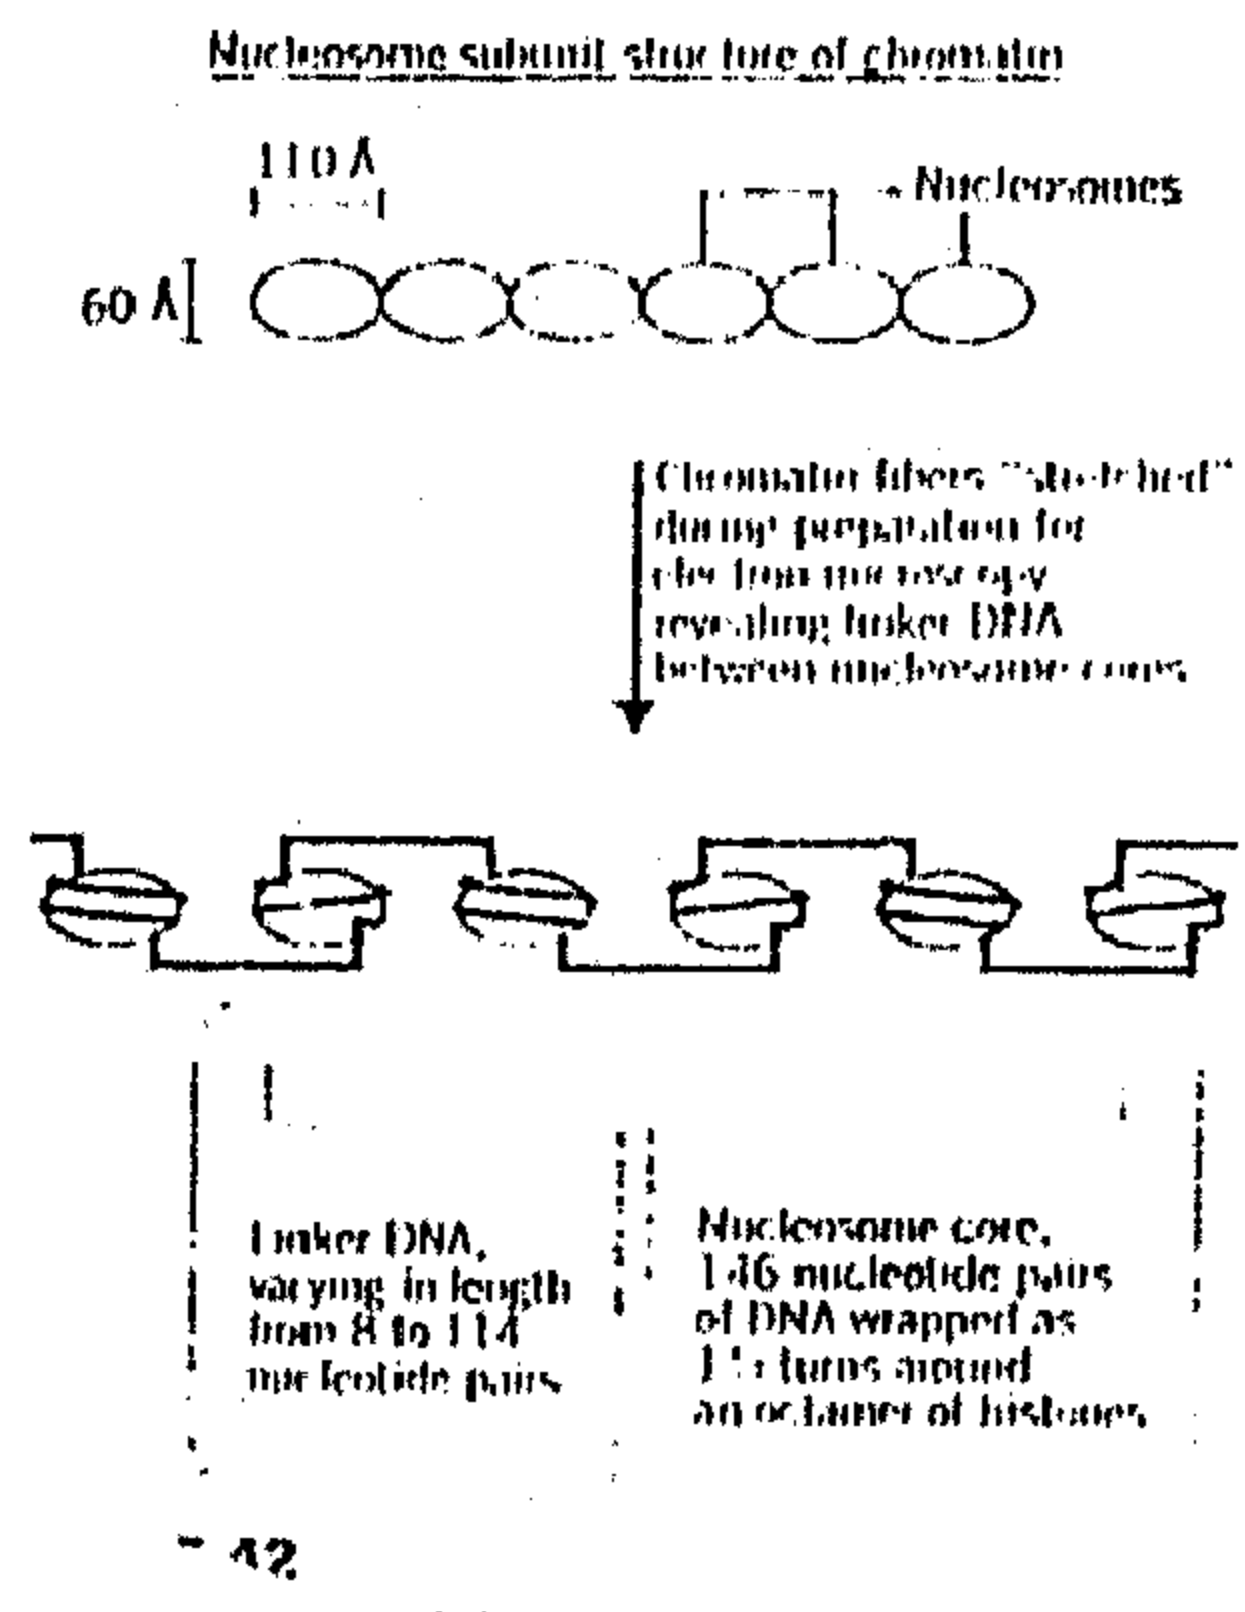 Nucleosome subunit structure of chromatin
110 Å
Nucleosomes
60 Å
Chromatin fibers "stretched"
during preparation for
electron microscopy
revealing linker DNA
between nucleosome cores
Linker DNA,
varying in length
from 8 to 114
nucleotide pairs
Nucleosome core,
146 nucleotide pairs
of DNA wrapped as
turns around
an octamer of histones
42